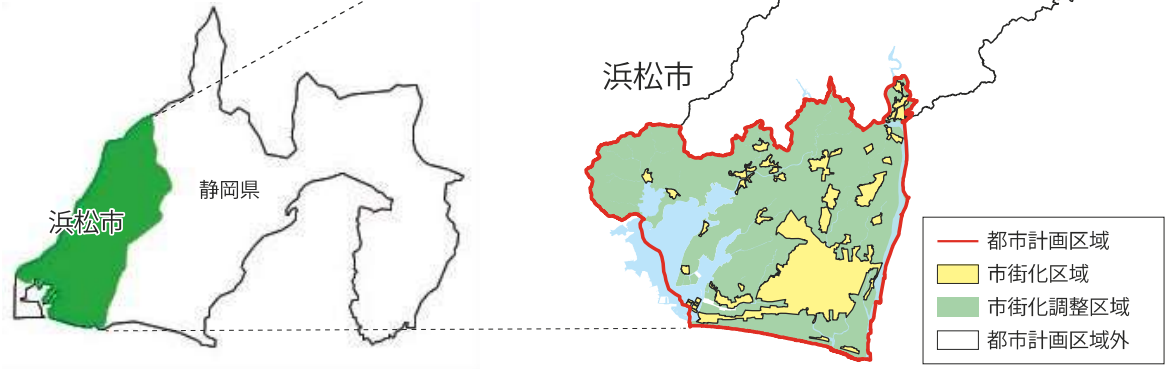 浜松市
静岡県
浜松市
都市計画区域
市街化区域
市街化調整区域
都市計画区域外